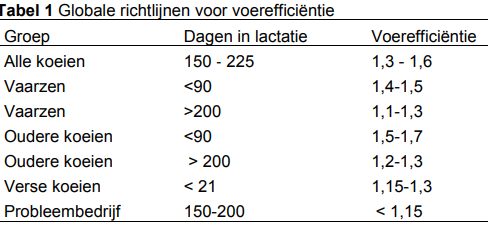 Tabel 1 Globale richtlijnen voor voerefficiëntie
Groep Dagen in lactatie Voerefficiëntie
Alle koeien 150 - 225 1,3 - 1,6
Vaarzen <90 1,4-1,5
Vaarzen >200 1,1-1,3
Oudere koeien <90 1,5-1,7
Oudere koeien > 200 1,2-1,3
Verse koeien < 21 1,15-1,3
Probleembedrijf 150-200 < 1,15